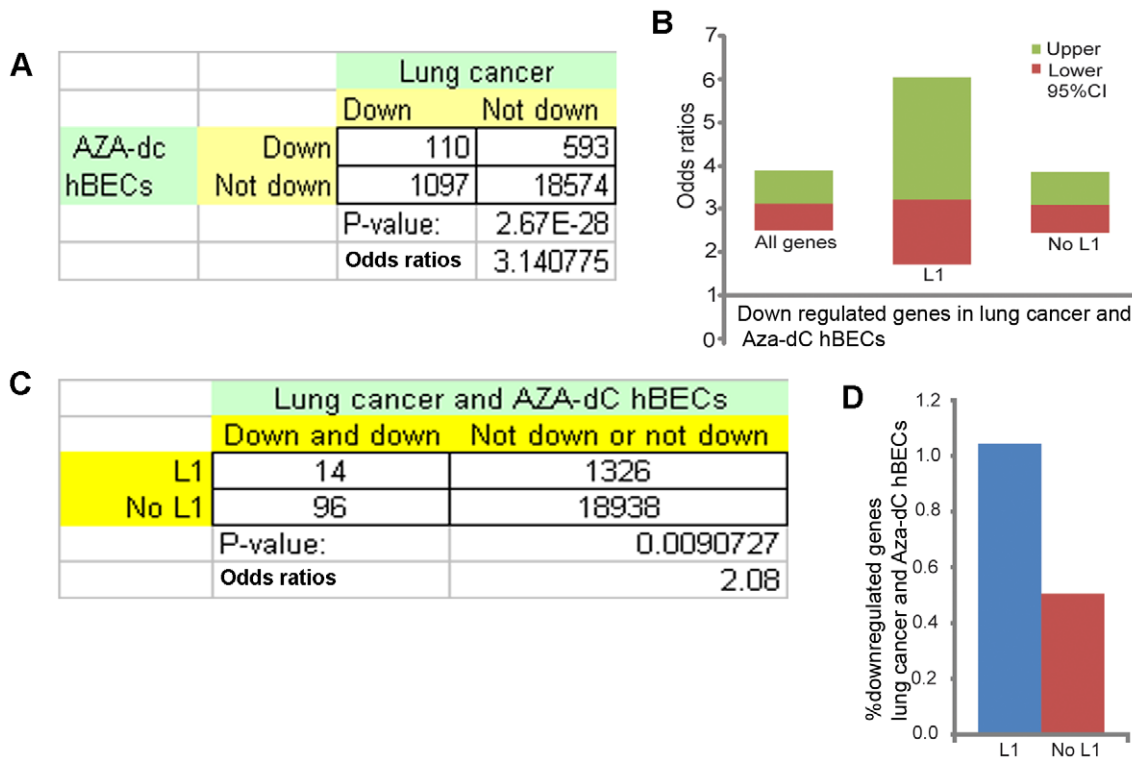 A
Lung cancer
Down Not down
AZA-dc Down 110 593
hBECs Not down 1097 18574
P-value: 2.67E-28
Odds ratios 3.140775
B
Odds ratios
7
6
5
4
3
2
1
0
Upper
Lower
95%CI
All genes
L1
No L1
Down regulated genes in lung cancer and
Aza-dC hBECs
C
Lung cancer and AZA-dC hBECs
Down and down Not down or not down
L1 14 1326
No L1 96 18938
P-value: 0.0090727
Odds ratios 2.08
D
%downregulated genes
lung cancer and Aza-dC hBECs
1.2
1.0
0.8
0.6
0.4
0.2
0.0
L1 No L1